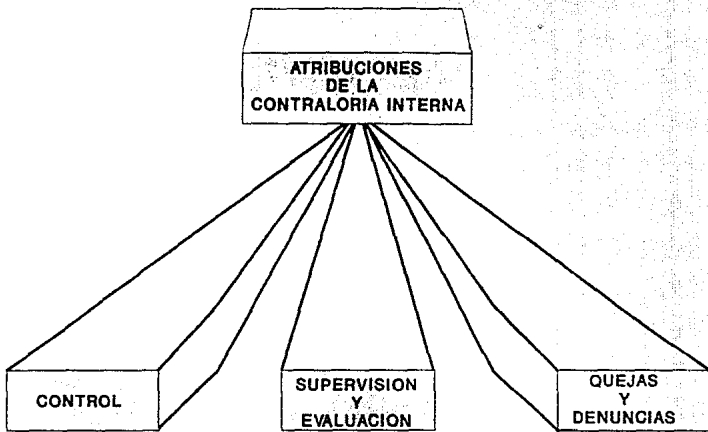 ATRIBUCIONES
DE LA
CONTRALORIA INTERNA
CONTROL
SUPERVISION
Y
EVALUACION
QUEJAS
Y
DENUNCIAS